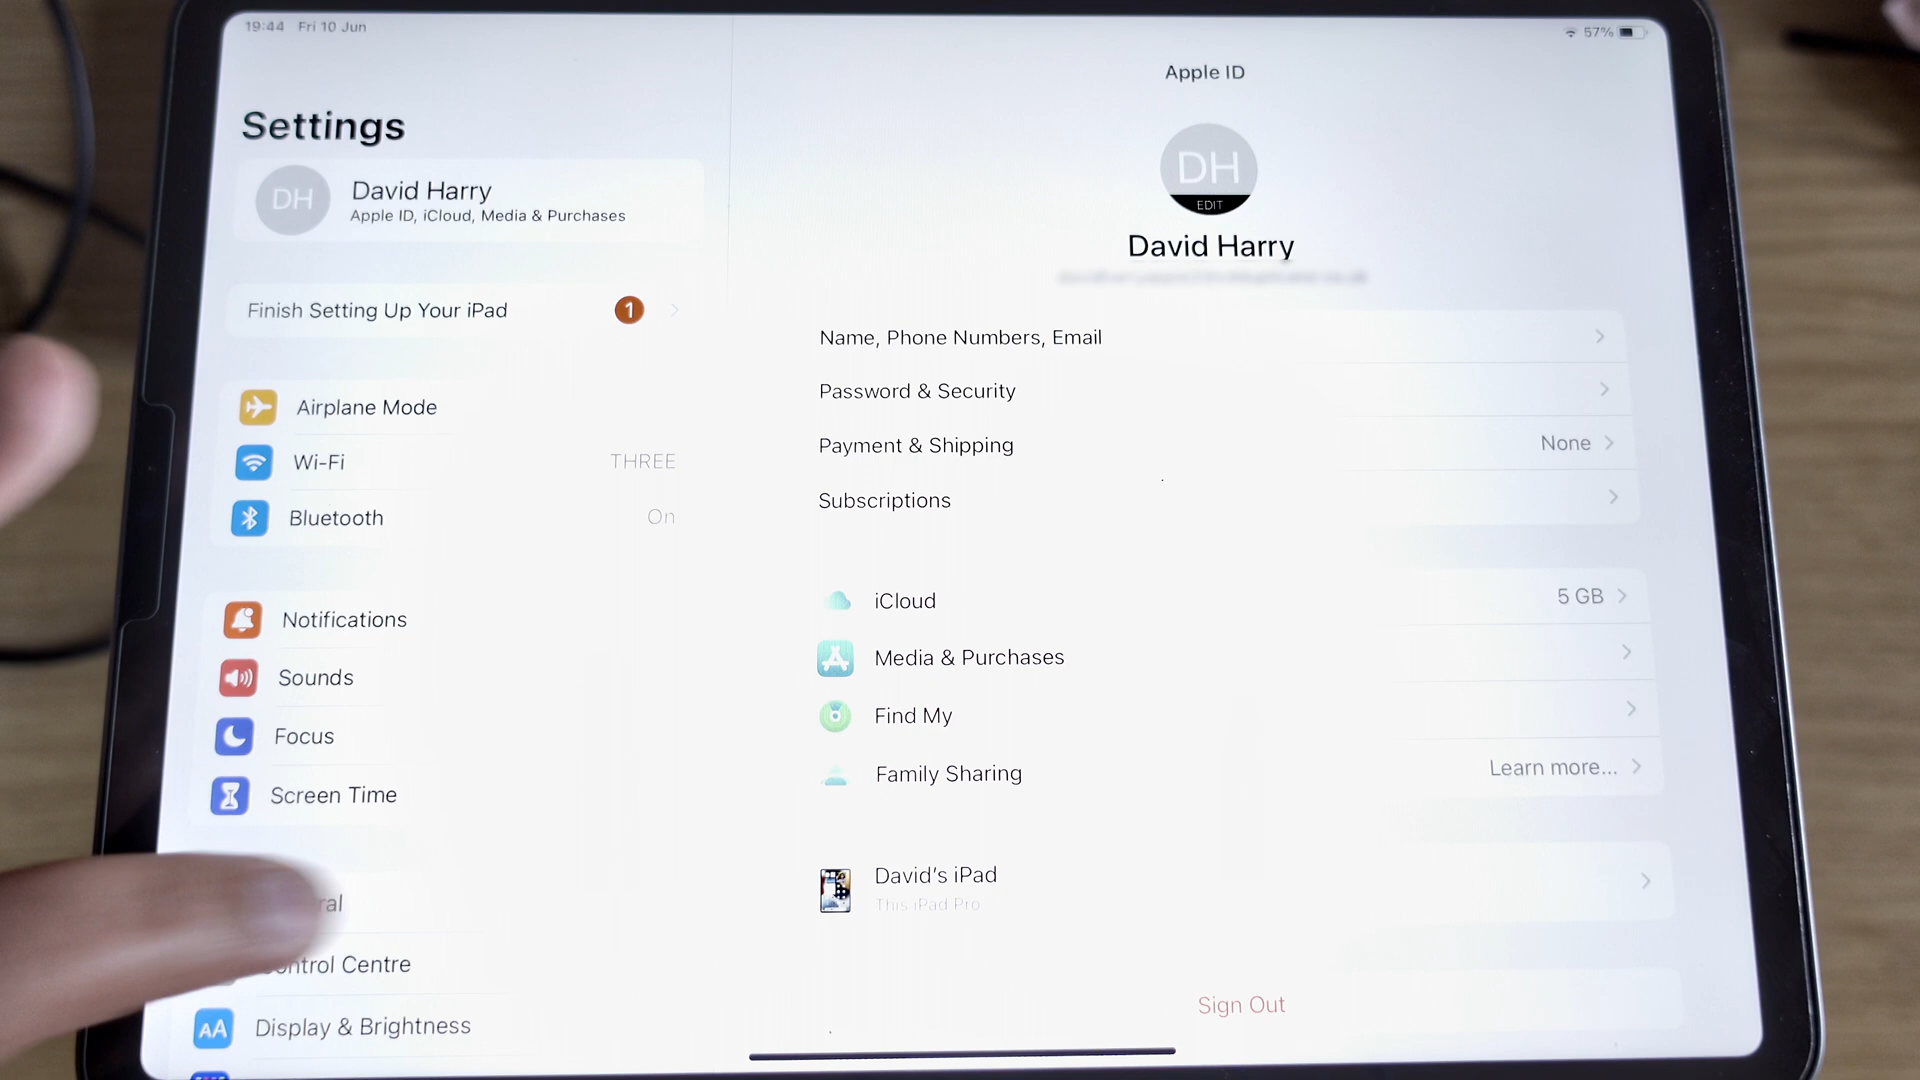 19:44 Fri 10 Jun
57%
Settings
DH
David Harry
Apple ID, iCloud, Media & Purchases
Finish Setting Up Your iPad
1
Airplane Mode
Wi-Fi
THREE
Bluetooth
On
Notifications
Sounds
Focus
Screen Time
ral
ontrol Centre
AA
Display & Brightness
Apple ID
DH
EDIT
David Harry
Name, Phone Numbers, Email
Password & Security
Payment & Shipping
None
Subscriptions
iCloud
5 GB
Media & Purchases
Find My
Family Sharing
Learn more...
David's iPad
This iPad Pro
Sign Out